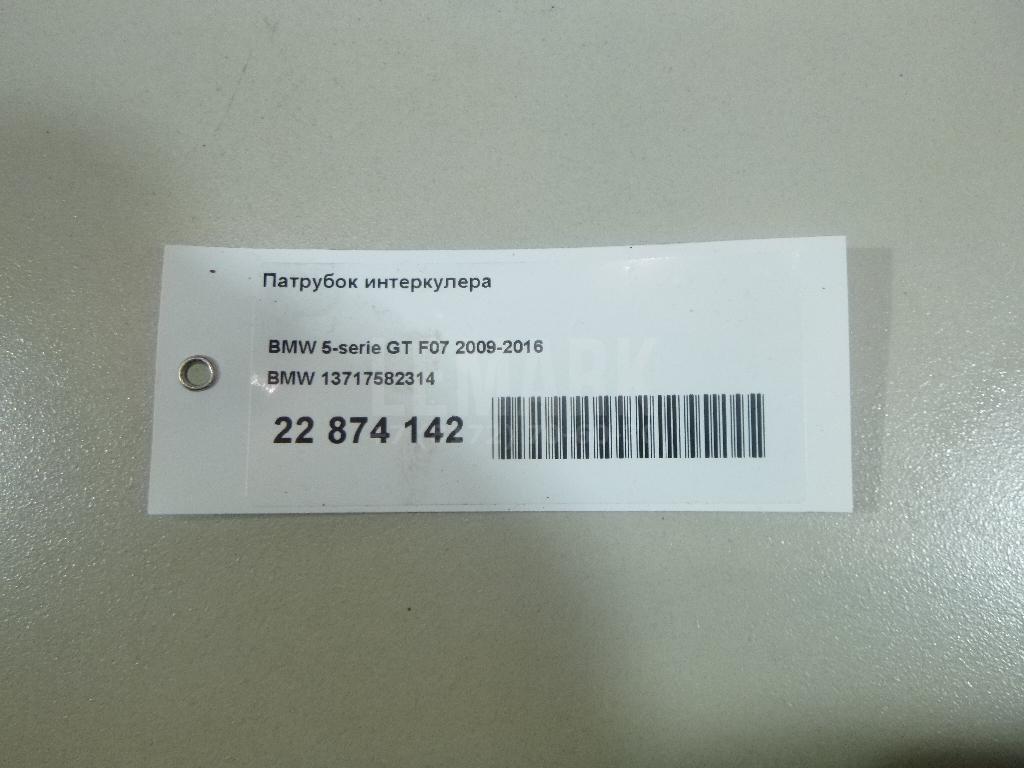 Патрубок интеркулера
BMW 5-serie GT F07 2009-2016
BMW 13717582314
22 874 142